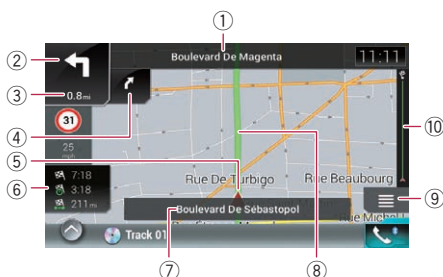 ①
Boulevard De Magenta
11:11
②
③
0.8mi
④
31
⑩
25
mph
⑤
⑥
7:18
3:18
211mi
Rue De Turbigo
Rue Beaubourg
⑨
Boulevard De Sébastopol
Rue Michel
Track 01
⑦
⑧